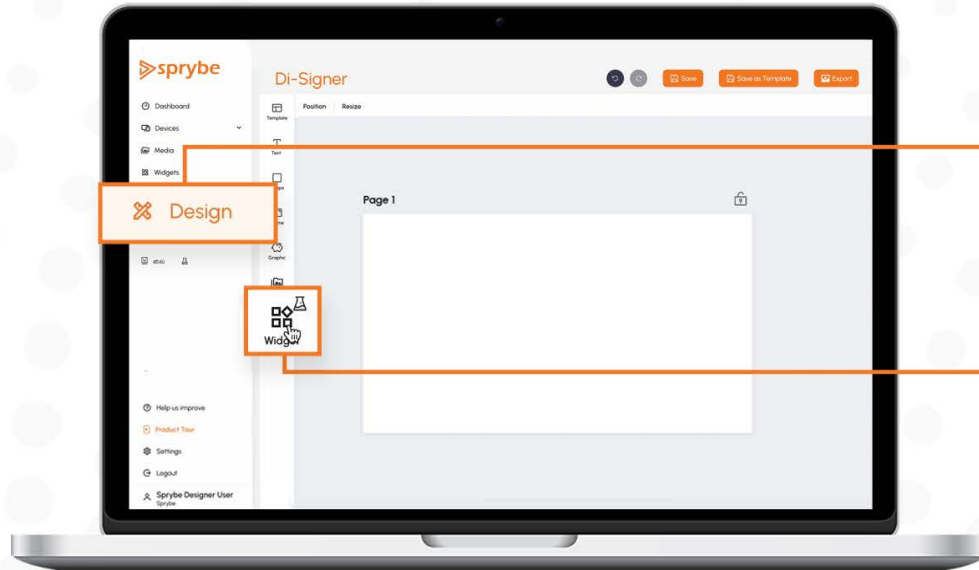 sprybe
Di-Signer
Save
Save as Template
Export
Dashboard
Devices
Media
Widgets
Design
Template
Position
Resize
Text
Graphic
Widget
Page 1
Help us improve
Product Tour
Settings
Logout
Sprybe Designer User
Sprybe